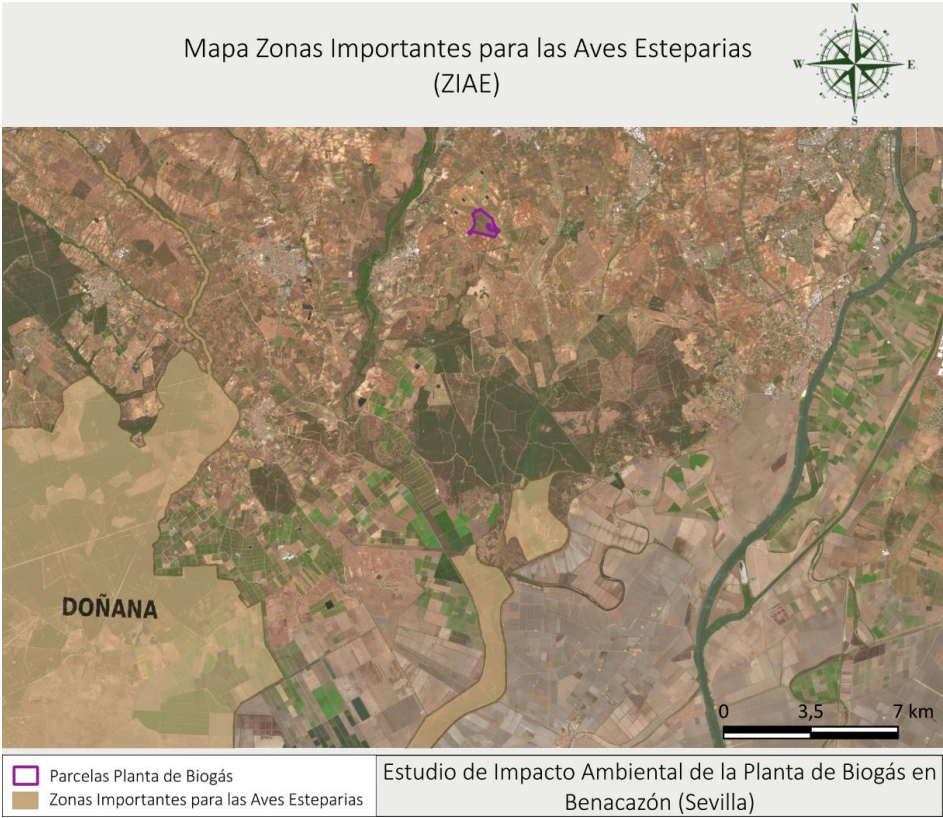 Mapa Zonas Importantes para las Aves Esteparias
(ZIAE)
N
W
E
S
DOÑANA
0 3,5 7 km
Parcelas Planta de Biogás
Zonas Importantes para las Aves Esteparias
Estudio de Impacto Ambiental de la Planta de Biogás en
Benacazón (Sevilla)